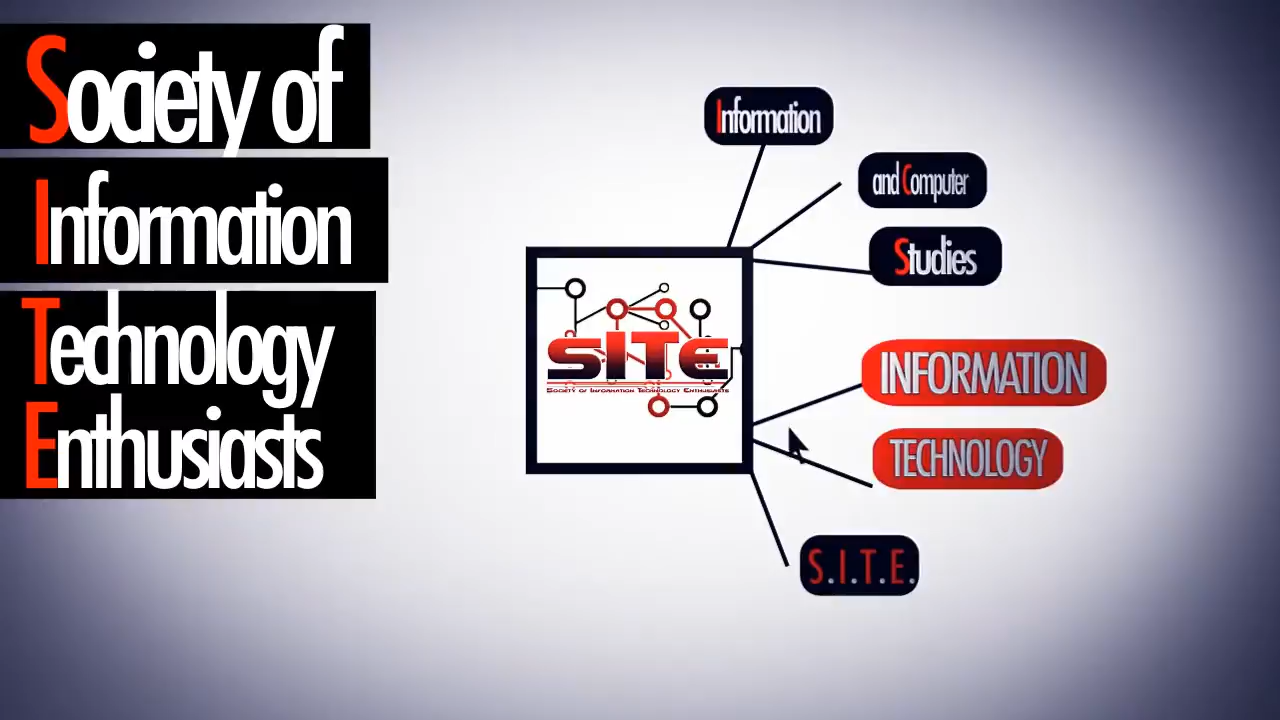 Society of
Information
Technology
Enthusiasts
Information
and Computer
Studies
SITE
Society of Information Technology Enthusiasts
INFORMATION
TECHNOLOGY
S.I.T.E.